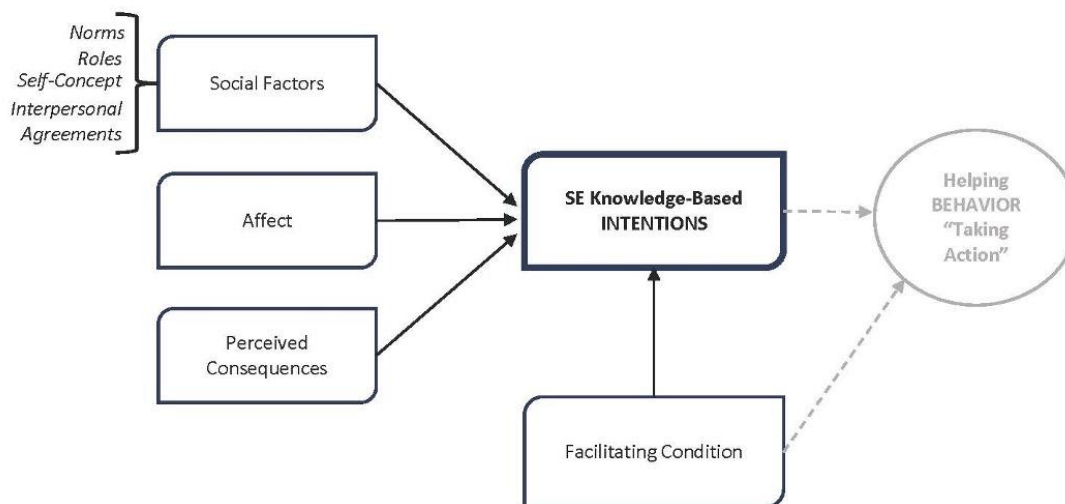 Norms
Roles
Self-Concept
Interpersonal
Agreements
Social Factors
Affect
Perceived
Consequences
SE Knowledge-Based
INTENTIONS
Facilitating Condition
Helping
BEHAVIOR
“Taking
Action”